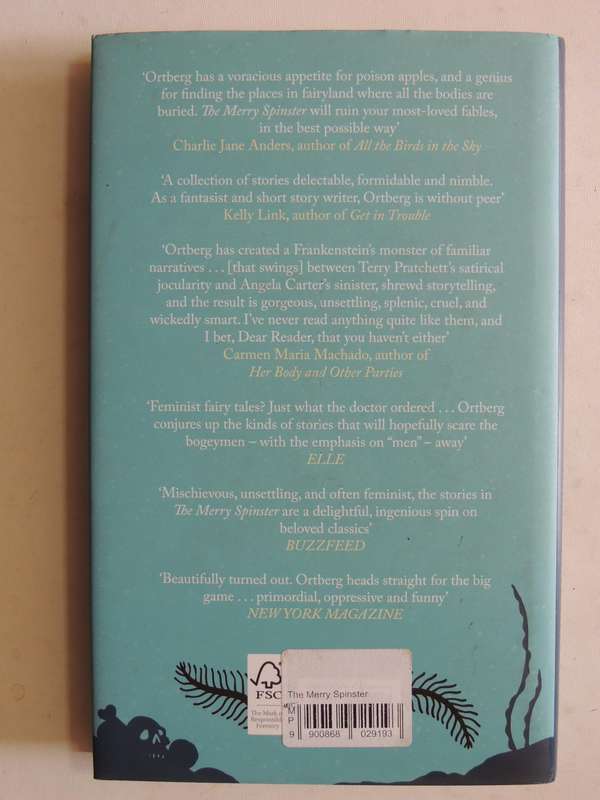 ‘Ortberg has a voracious appetite for poison apples, and a genius
for finding the places in fairyland where all the bodies are
buried. The Merry Spinster will ruin your most-loved fables,
in the best possible way’
Charlie Jane Anders, author of All the Birds in the Sky
‘A collection of stories delectable, formidable and nimble.
As a fantasist and short story writer, Ortberg is without peer’
Kelly Link, author of Get in Trouble
‘Ortberg has created a Frankenstein’s monster of familiar
narratives . . . [that swings] between Terry Pratchett’s satirical
jocularity and Angela Carter’s sinister, shrewd storytelling,
and the result is gorgeous, unsettling, splenic, cruel, and
wickedly smart. I’ve never read anything quite like them, and
I bet, Dear Reader, that you haven’t either’
Carmen Maria Machado, author of
Her Body and Other Parties
‘Feminist fairy tales? Just what the doctor ordered . . . Ortberg
conjures up the kinds of stories that will hopefully scare the
bogeymen – with the emphasis on “men” – away’
ELLE
‘Mischievous, unsettling, and often feminist, the stories in
The Merry Spinster are a delightful, ingenious spin on
beloved classics’
BUZZFEED
‘Beautifully turned out. Ortberg heads straight for the big
game . . . primordial, oppressive and funny’
NEW YORK MAGAZINE
FSC
The Mark
Responsible
Forestry
The Merry Spinster
M
P
9 900868 029193